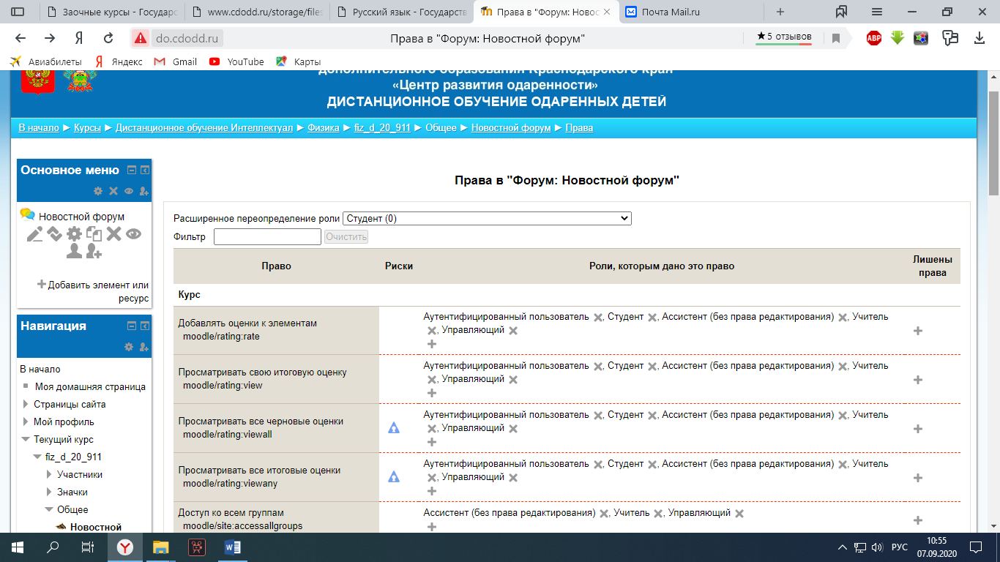 Заочные курсы - Государс
www.cdodd.ru/storage/files
Русский язык - Государств
Права в "Форум: Новост
Почта Mail.ru
do.cdodd.ru
Права в "Форум: Новостной форум"
★5 отзывов
ABP
Авиабилеты
Яндекс
Gmail
YouTube
Карты
дополнительного образования Краснодарского края
«Центр развития одаренности»
ДИСТАНЦИОННОЕ ОБУЧЕНИЕ ОДАРЕННЫХ ДЕТЕЙ
В начало ► Курсы ► Дистанционное обучение Интеллектуал ► Физика ► fiz_d_20_911 ► Общее ► Новостной форум ► Права
Основное меню
Новостной форум
Добавить элемент или
ресурс
Навигация
В начало
Моя домашняя страница
Страницы сайта
Мой профиль
Текущий курс
fiz_d_20_911
Участники
Значки
Общее
Новостной
Права в "Форум: Новостной форум"
Расширенное переопределение роли Студент (0)
Фильтр Очистить
Право Риски Роли, которым дано это право Лишены
права
Курс
Добавлять оценки к элементам
moodle/rating:rate
Аутентифицированный пользователь , Студент , Ассистент (без права редактирования) , Учитель
, Управляющий
Просматривать свою итоговую оценку
moodle/rating:view
Аутентифицированный пользователь , Студент , Ассистент (без права редактирования) , Учитель
, Управляющий
Просматривать все черновые оценки
moodle/rating:viewall
Аутентифицированный пользователь , Студент , Ассистент (без права редактирования) , Учитель
, Управляющий
Просматривать все итоговые оценки
moodle/rating:viewany
Аутентифицированный пользователь , Студент , Ассистент (без права редактирования) , Учитель
, Управляющий
Доступ ко всем группам
moodle/site:accessallgroups
Ассистент (без права редактирования) , Учитель , Управляющий
РУС
10:55
07.09.2020